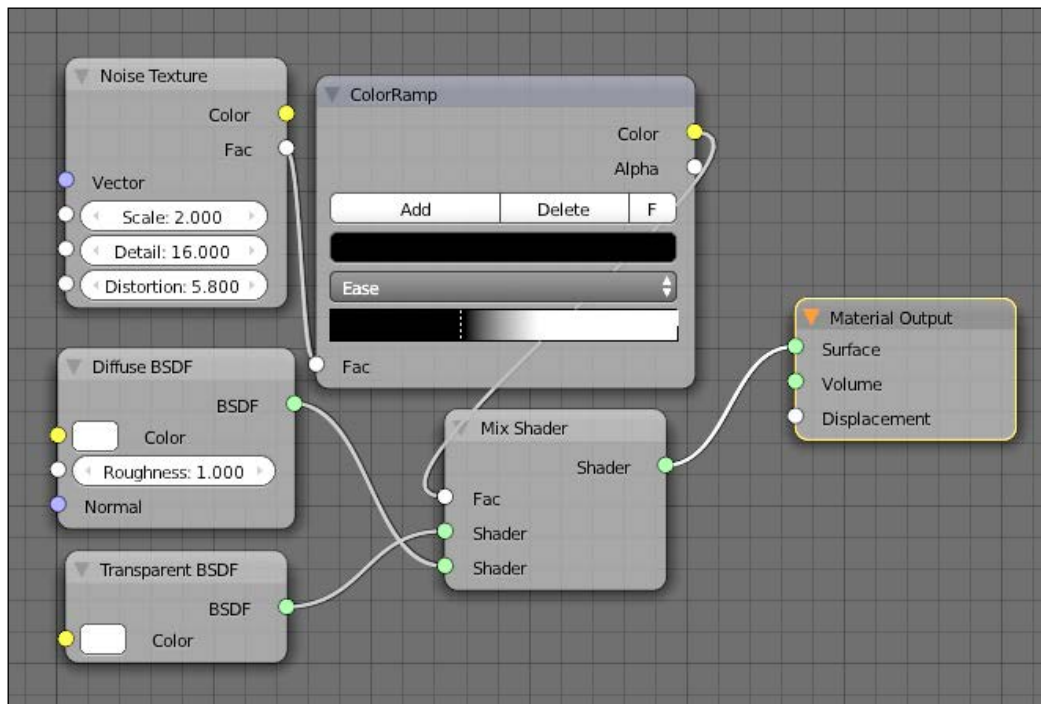 Noise Texture
Color
Fac
Vector
Scale: 2.000
Detail: 16.000
Distortion: 5.800
ColorRamp
Color
Alpha
Add Delete F
Ease
Fac
Diffuse BSDF
BSDF
Color
Roughness: 1.000
Normal
Transparent BSDF
BSDF
Color
Mix Shader
Shader
Fac
Shader
Shader
Material Output
Surface
Volume
Displacement